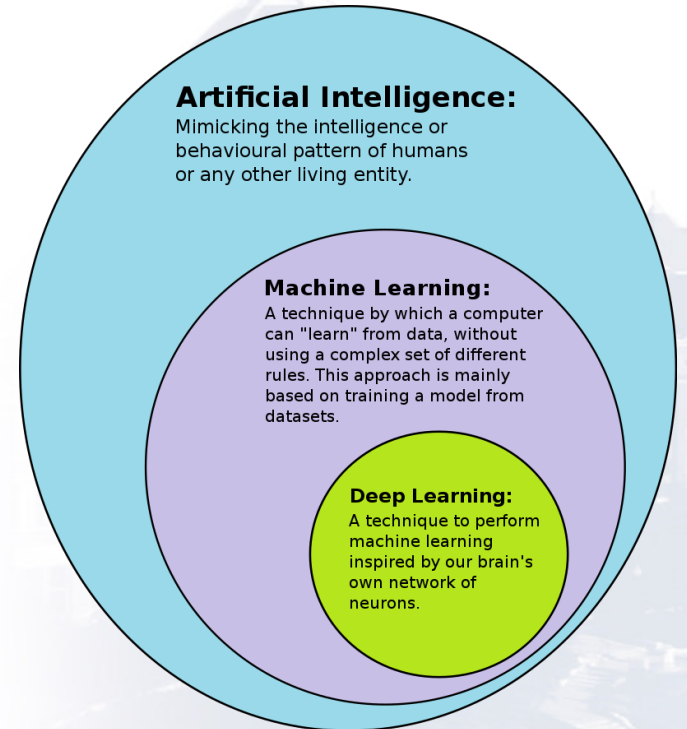 Artificial Intelligence:
Mimicking the intelligence or
behavioural pattern of humans
or any other living entity.
Machine Learning:
A technique by which a computer
can "learn" from data, without
using a complex set of different
rules. This approach is mainly
based on training a model from
datasets.
Deep Learning:
A technique to perform
machine learning
inspired by our brain's
own network of
neurons.